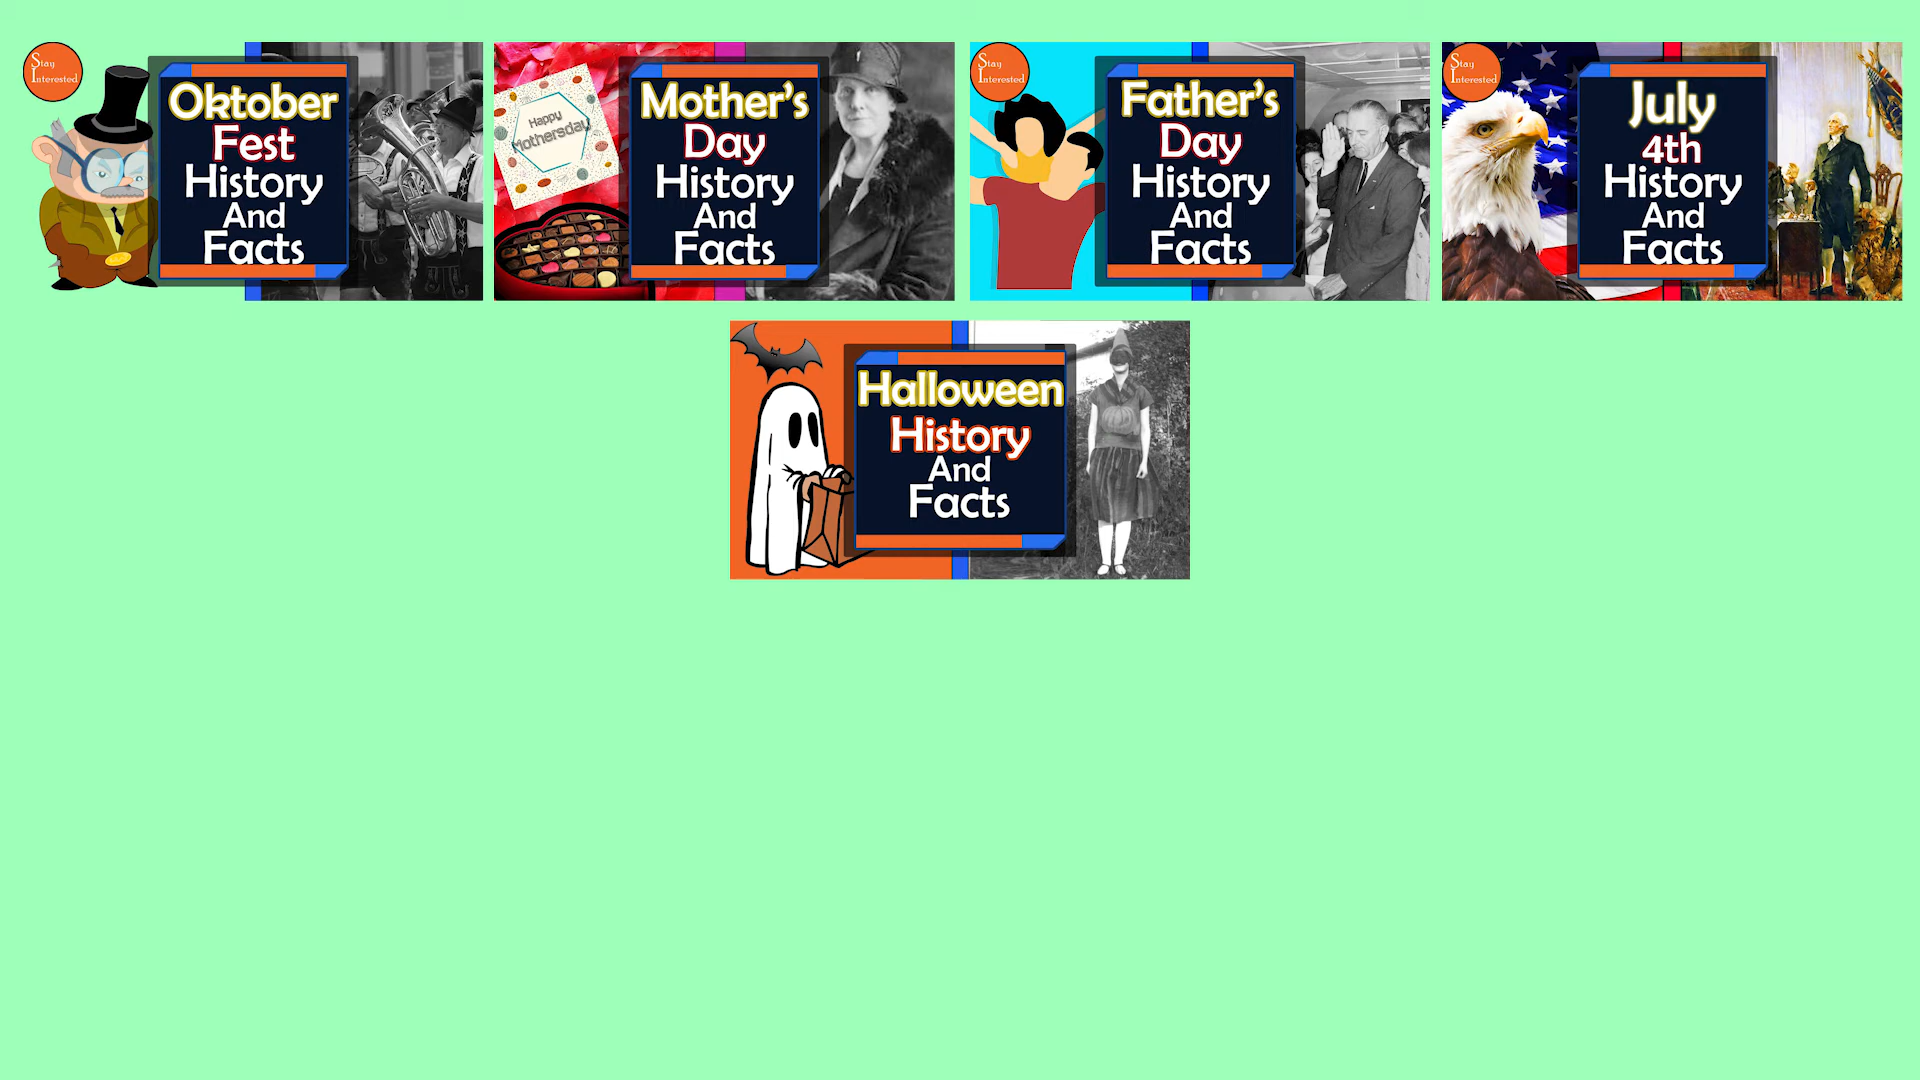 Stay
Interested
Oktober
Fest
History
And
Facts
Happy
Mothersday
Mother's
Day
History
And
Facts
Stay
Interested
Father's
Day
History
And
Facts
Stay
Interested
July
4th
History
And
Facts
Halloween
History
And
Facts